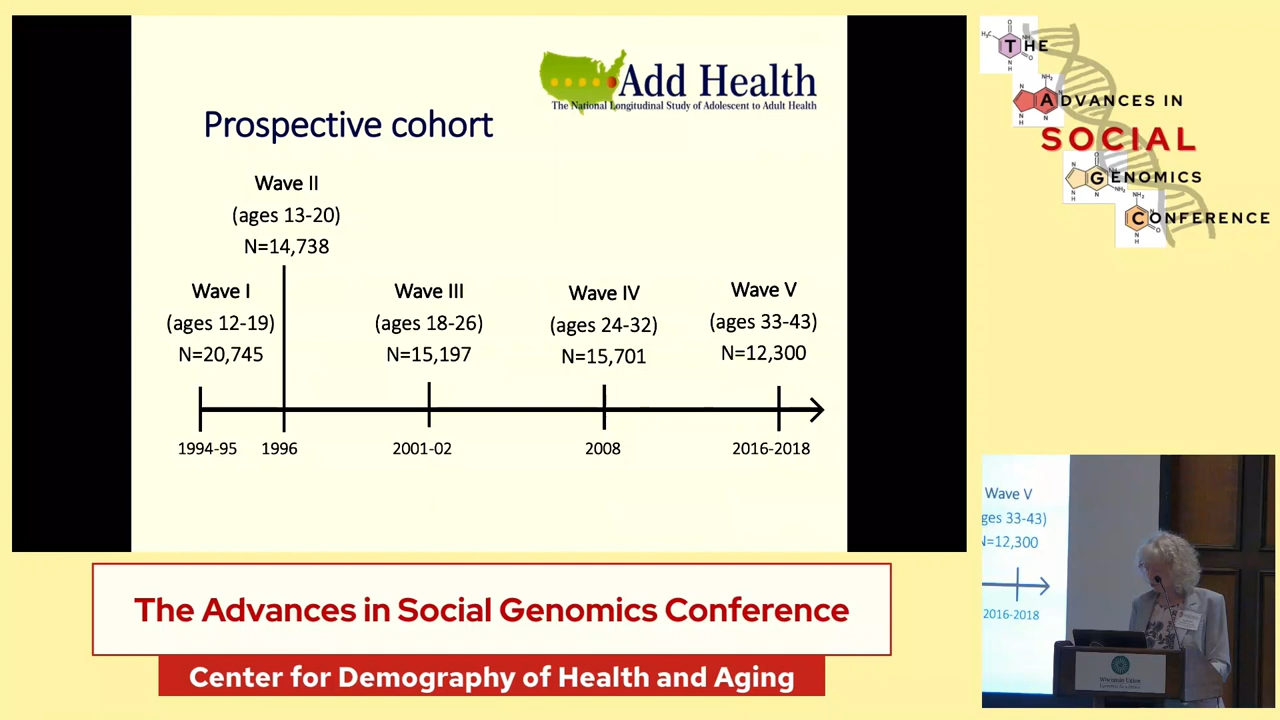 Add Health
The National Longitudinal Study of Adolescent to Adult Health
Prospective cohort
Wave II
(ages 13-20)
N=14,738
Wave I
(ages 12-19)
N=20,745
Wave III
(ages 18-26)
N=15,197
Wave IV
(ages 24-32)
N=15,701
Wave V
(ages 33-43)
N=12,300
1994-95
1996
2001-02
2008
2016-2018
THE
ADVANCES IN
SOCIAL
GENOMICS
CONFERENCE
Wave V
ges 33-43)
N=12,300
2016-2018
Wisconsin Union
The Advances in Social Genomics Conference
Center for Demography of Health and Aging